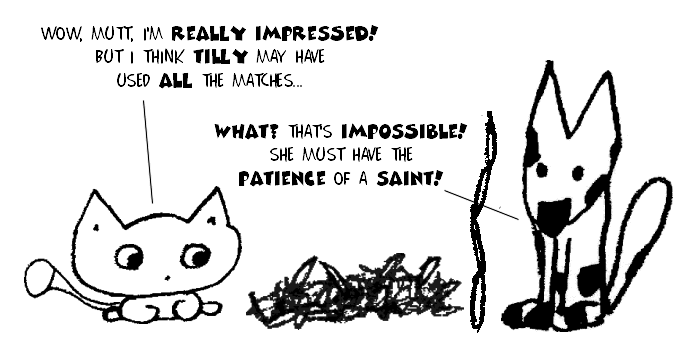 WOW, MUTT, I'M REALLY IMPRESSED!
BUT I THINK TILLY MAY HAVE
USED ALL THE MATCHES...
WHAT? THAT'S IMPOSSIBLE!
SHE MUST HAVE THE
PATIENCE OF A SAINT!